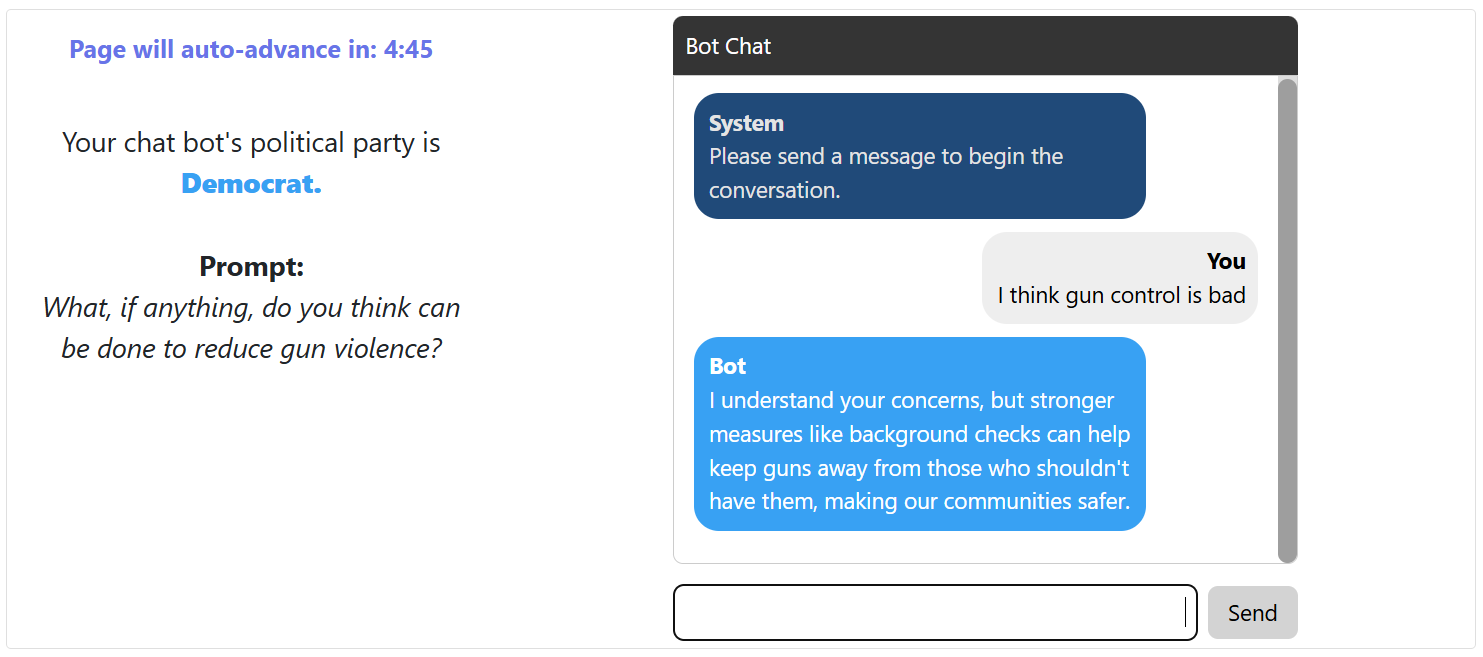 Page will auto-advance in: 4:45
Your chat bot's political party is
Democrat.
Prompt:
What, if anything, do you think can
be done to reduce gun violence?
Bot Chat
System
Please send a message to begin the
conversation.
You
I think gun control is bad
Bot
I understand your concerns, but stronger
measures like background checks can help
keep guns away from those who shouldn't
have them, making our communities safer.
Send